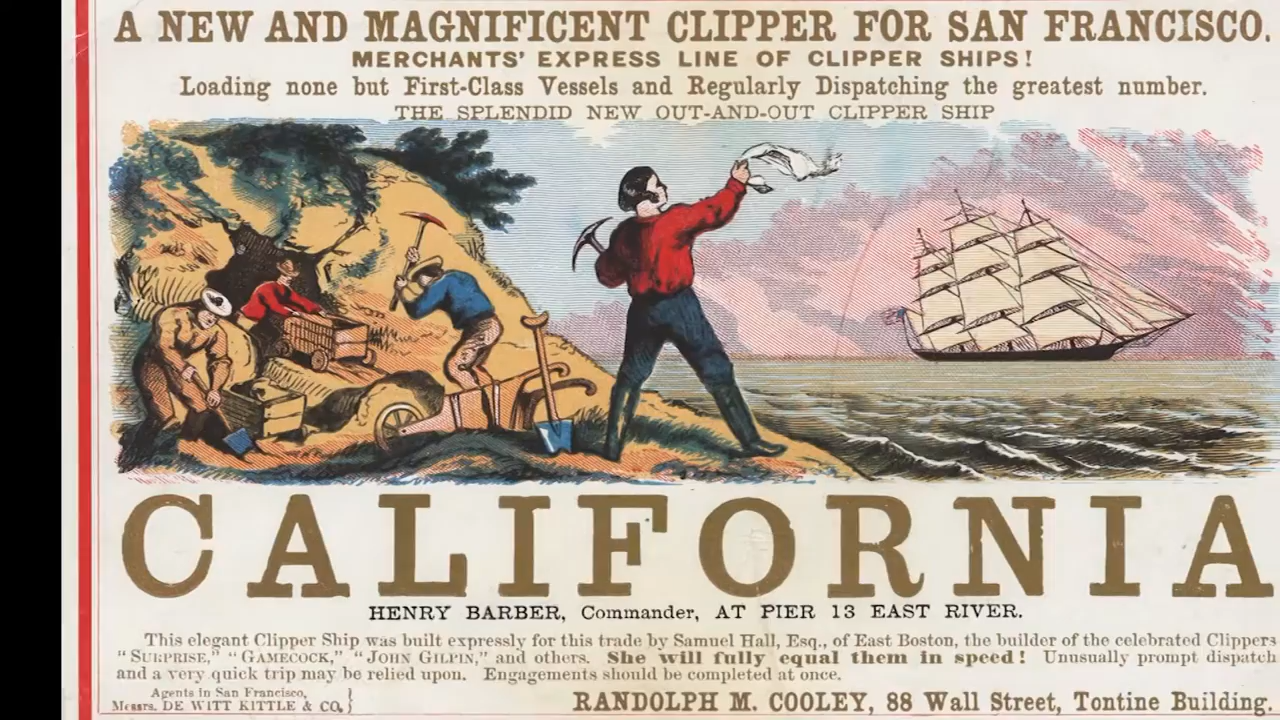 A NEW AND MAGNIFICENT CLIPPER FOR SAN FRANCISCO.
MERCHANTS' EXPRESS LINE OF CLIPPER SHIPS!
Loading none but First-Class Vessels and Regularly Dispatching the greatest number.
THE SPLENDID NEW OUT-AND-OUT CLIPPER SHIP
CALIFORNIA
HENRY BARBER, Commander, AT PIER 13 EAST RIVER.
This elegant Clipper Ship was built expressly for this trade by Samuel Hall, Esq., of East Boston, the builder of the celebrated Clippers
"SURPRISE," "GAMECOCK," "JOHN GILPIN," and others. She will fully equal them in speed! Unusually prompt dispatch
and a very quick trip may be relied upon. Engagements should be completed at once.
Agents in San Francisco,
Messrs. DE WITT KITTLE & CO.
RANDOLPH M. COOLEY, 88 Wall Street, Tontine Building.